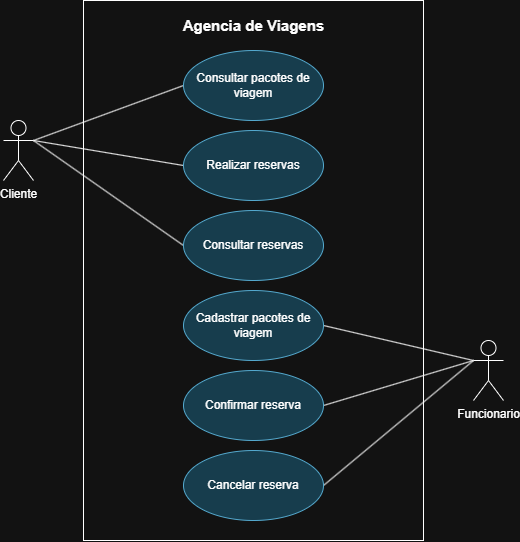 Agencia de Viagens
Consultar pacotes de
viagem
Realizar reservas
Cliente
Consultar reservas
Cadastrar pacotes de
viagem
Confirmar reserva
Funcionario
Cancelar reserva